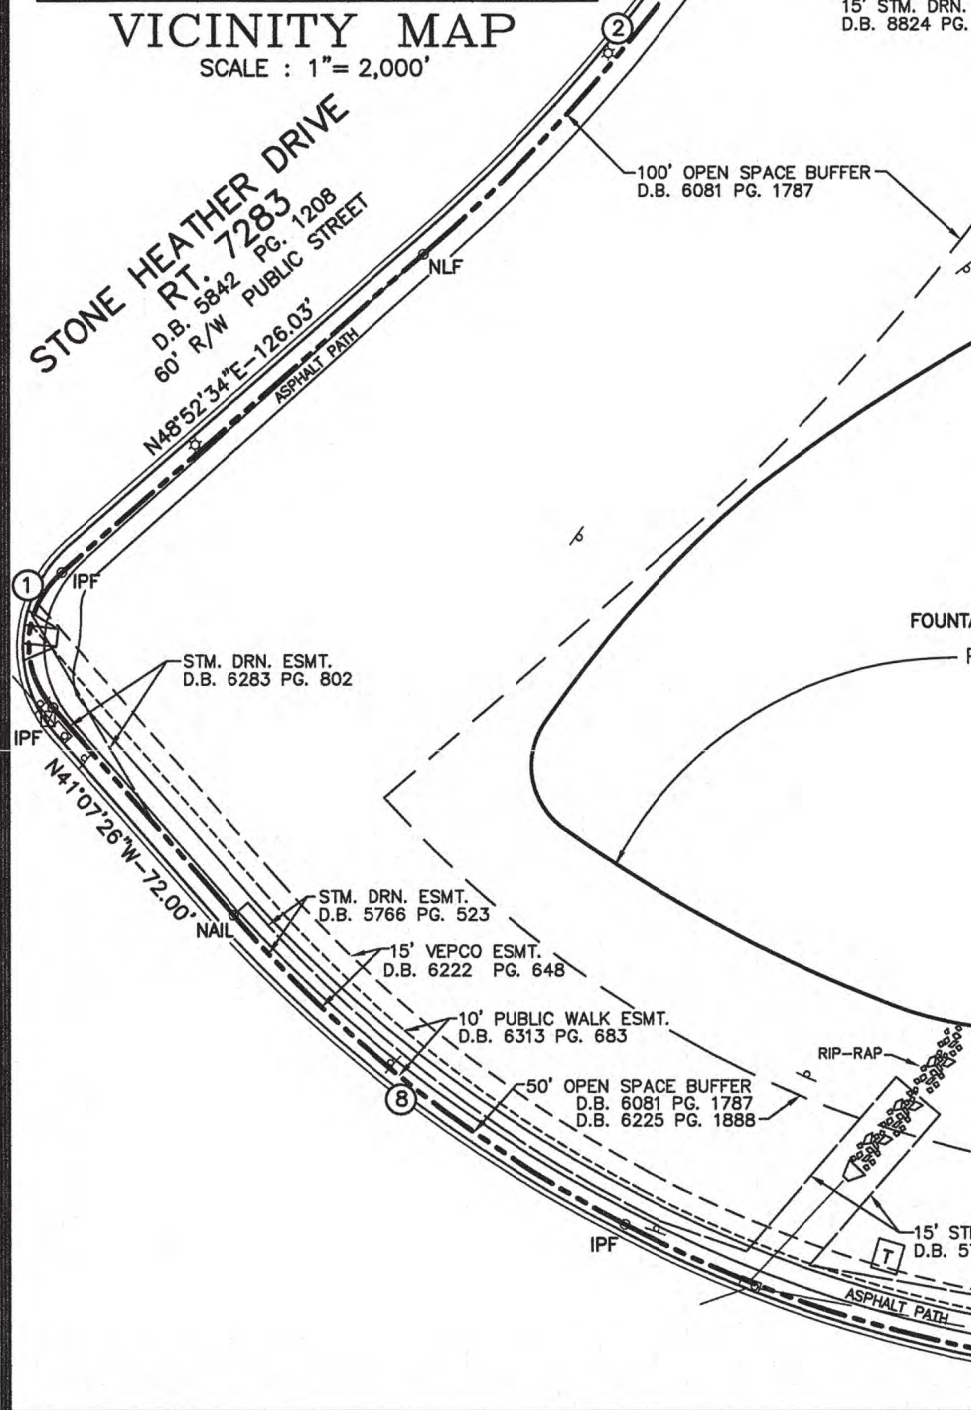 VICINITY MAP
SCALE : 1"= 2,000'
2
15' STM. DRN.
D.B. 8824 PG.
STONE HEATHER DRIVE
RT. 7283
D.B. 5842 PG. 1208
60' R/W PUBLIC STREET
100' OPEN SPACE BUFFER
D.B. 6081 PG. 1787
NLF
N48°52'34"E-126.03'
ASPHALT PATH
1
IPF
STM. DRN. ESMT.
D.B. 6283 PG. 802
IPF
N41°07'26"W-72.00'
NAIL
STM. DRN. ESMT.
D.B. 5766 PG. 523
15' VEPCO ESMT.
D.B. 6222 PG. 648
10' PUBLIC WALK ESMT.
D.B. 6313 PG. 683
RIP-RAP
8
50' OPEN SPACE BUFFER
D.B. 6081 PG. 1787
D.B. 6225 PG. 1888
IPF
15'
D.B.
T
ASPHALT PATH